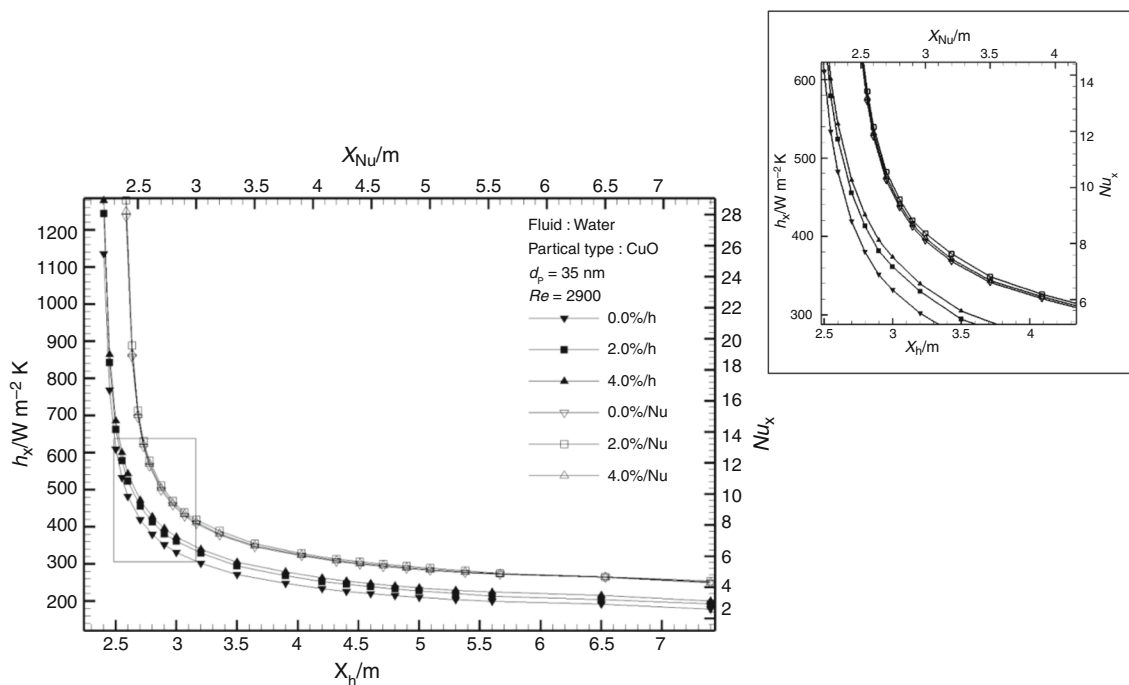 X_Nu/m
2.5 3 3.5 4 4.5 5 5.5 6 6.5 7
h_x/W m⁻² K
1200
1000
900
800
700
600
500
400
300
200
Fluid : Water
Partical type : CuO
d_P = 35 nm
Re = 2900
0.0%/h
2.0%/h
4.0%/h
0.0%/Nu
2.0%/Nu
4.0%/Nu
28
26
24
22
20
18
16
14
12
10
8
6
4
2
Nu_x
2.5 3 3.5 4 4.5 5 5.5 6 6.5 7
X_h/m
X_Nu/m
2.5 3 3.5 4
h_x/W m⁻² K
600
500
400
300
14
12
10
8
6
Nu_x
2.5 3 3.5 4
X_h/m